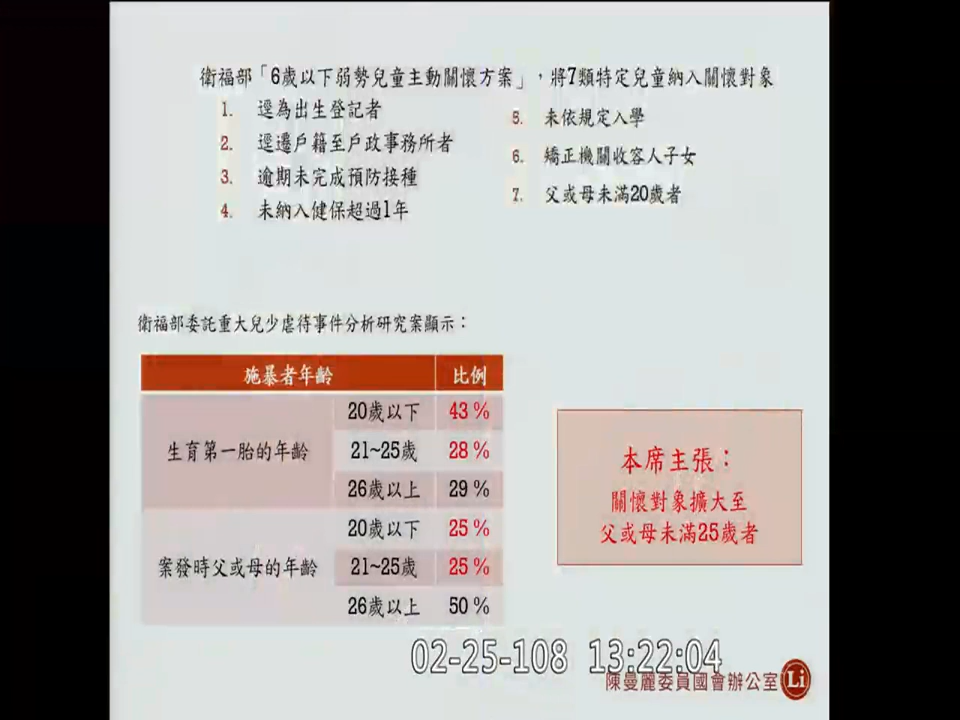 衛福部「6歲以下弱勢兒童主動關懷方案」，將7類特定兒童納入關懷對象
1. 逕為出生登記者
2. 逕遷戶籍至戶政事務所者
3. 逾期未完成預防接種
4. 未納入健保超過1年
5. 未依規定入學
6. 矯正機關收容人子女
7. 父或母未滿20歲者
衛福部委託重大兒少虐待事件分析研究案顯示：
施暴者年齡 比例
生育第一胎的年齡
20歲以下 43 %
21~25歲 28 %
26歲以上 29 %
案發時父或母的年齡
20歲以下 25 %
21~25歲 25 %
26歲以上 50 %
本席主張：
關懷對象擴大至
父或母未滿25歲者
02-25-108 13:22:04
陳曼麗委員國會辦公室 Li